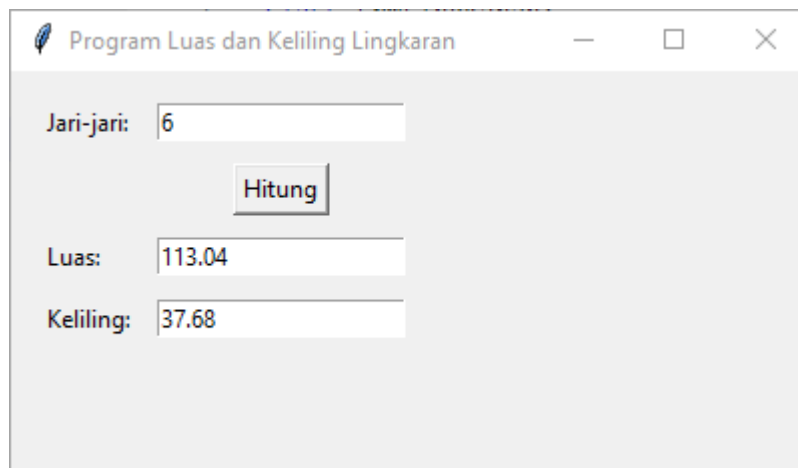 Program Luas dan Keliling Lingkaran
Jari-jari: 6
Hitung
Luas: 113.04
Keliling: 37.68